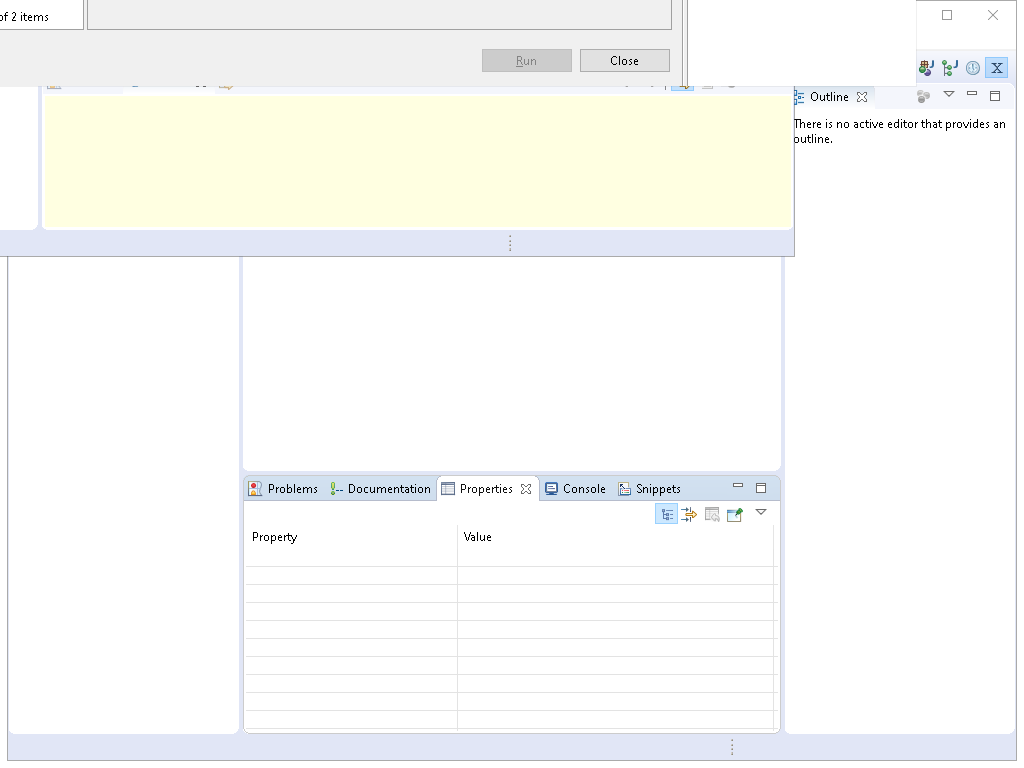 of 2 items
Run
Close
X
Outline
There is no active editor that provides an
outline.
Problems
Documentation
Properties
Console
Snippets
Property
Value